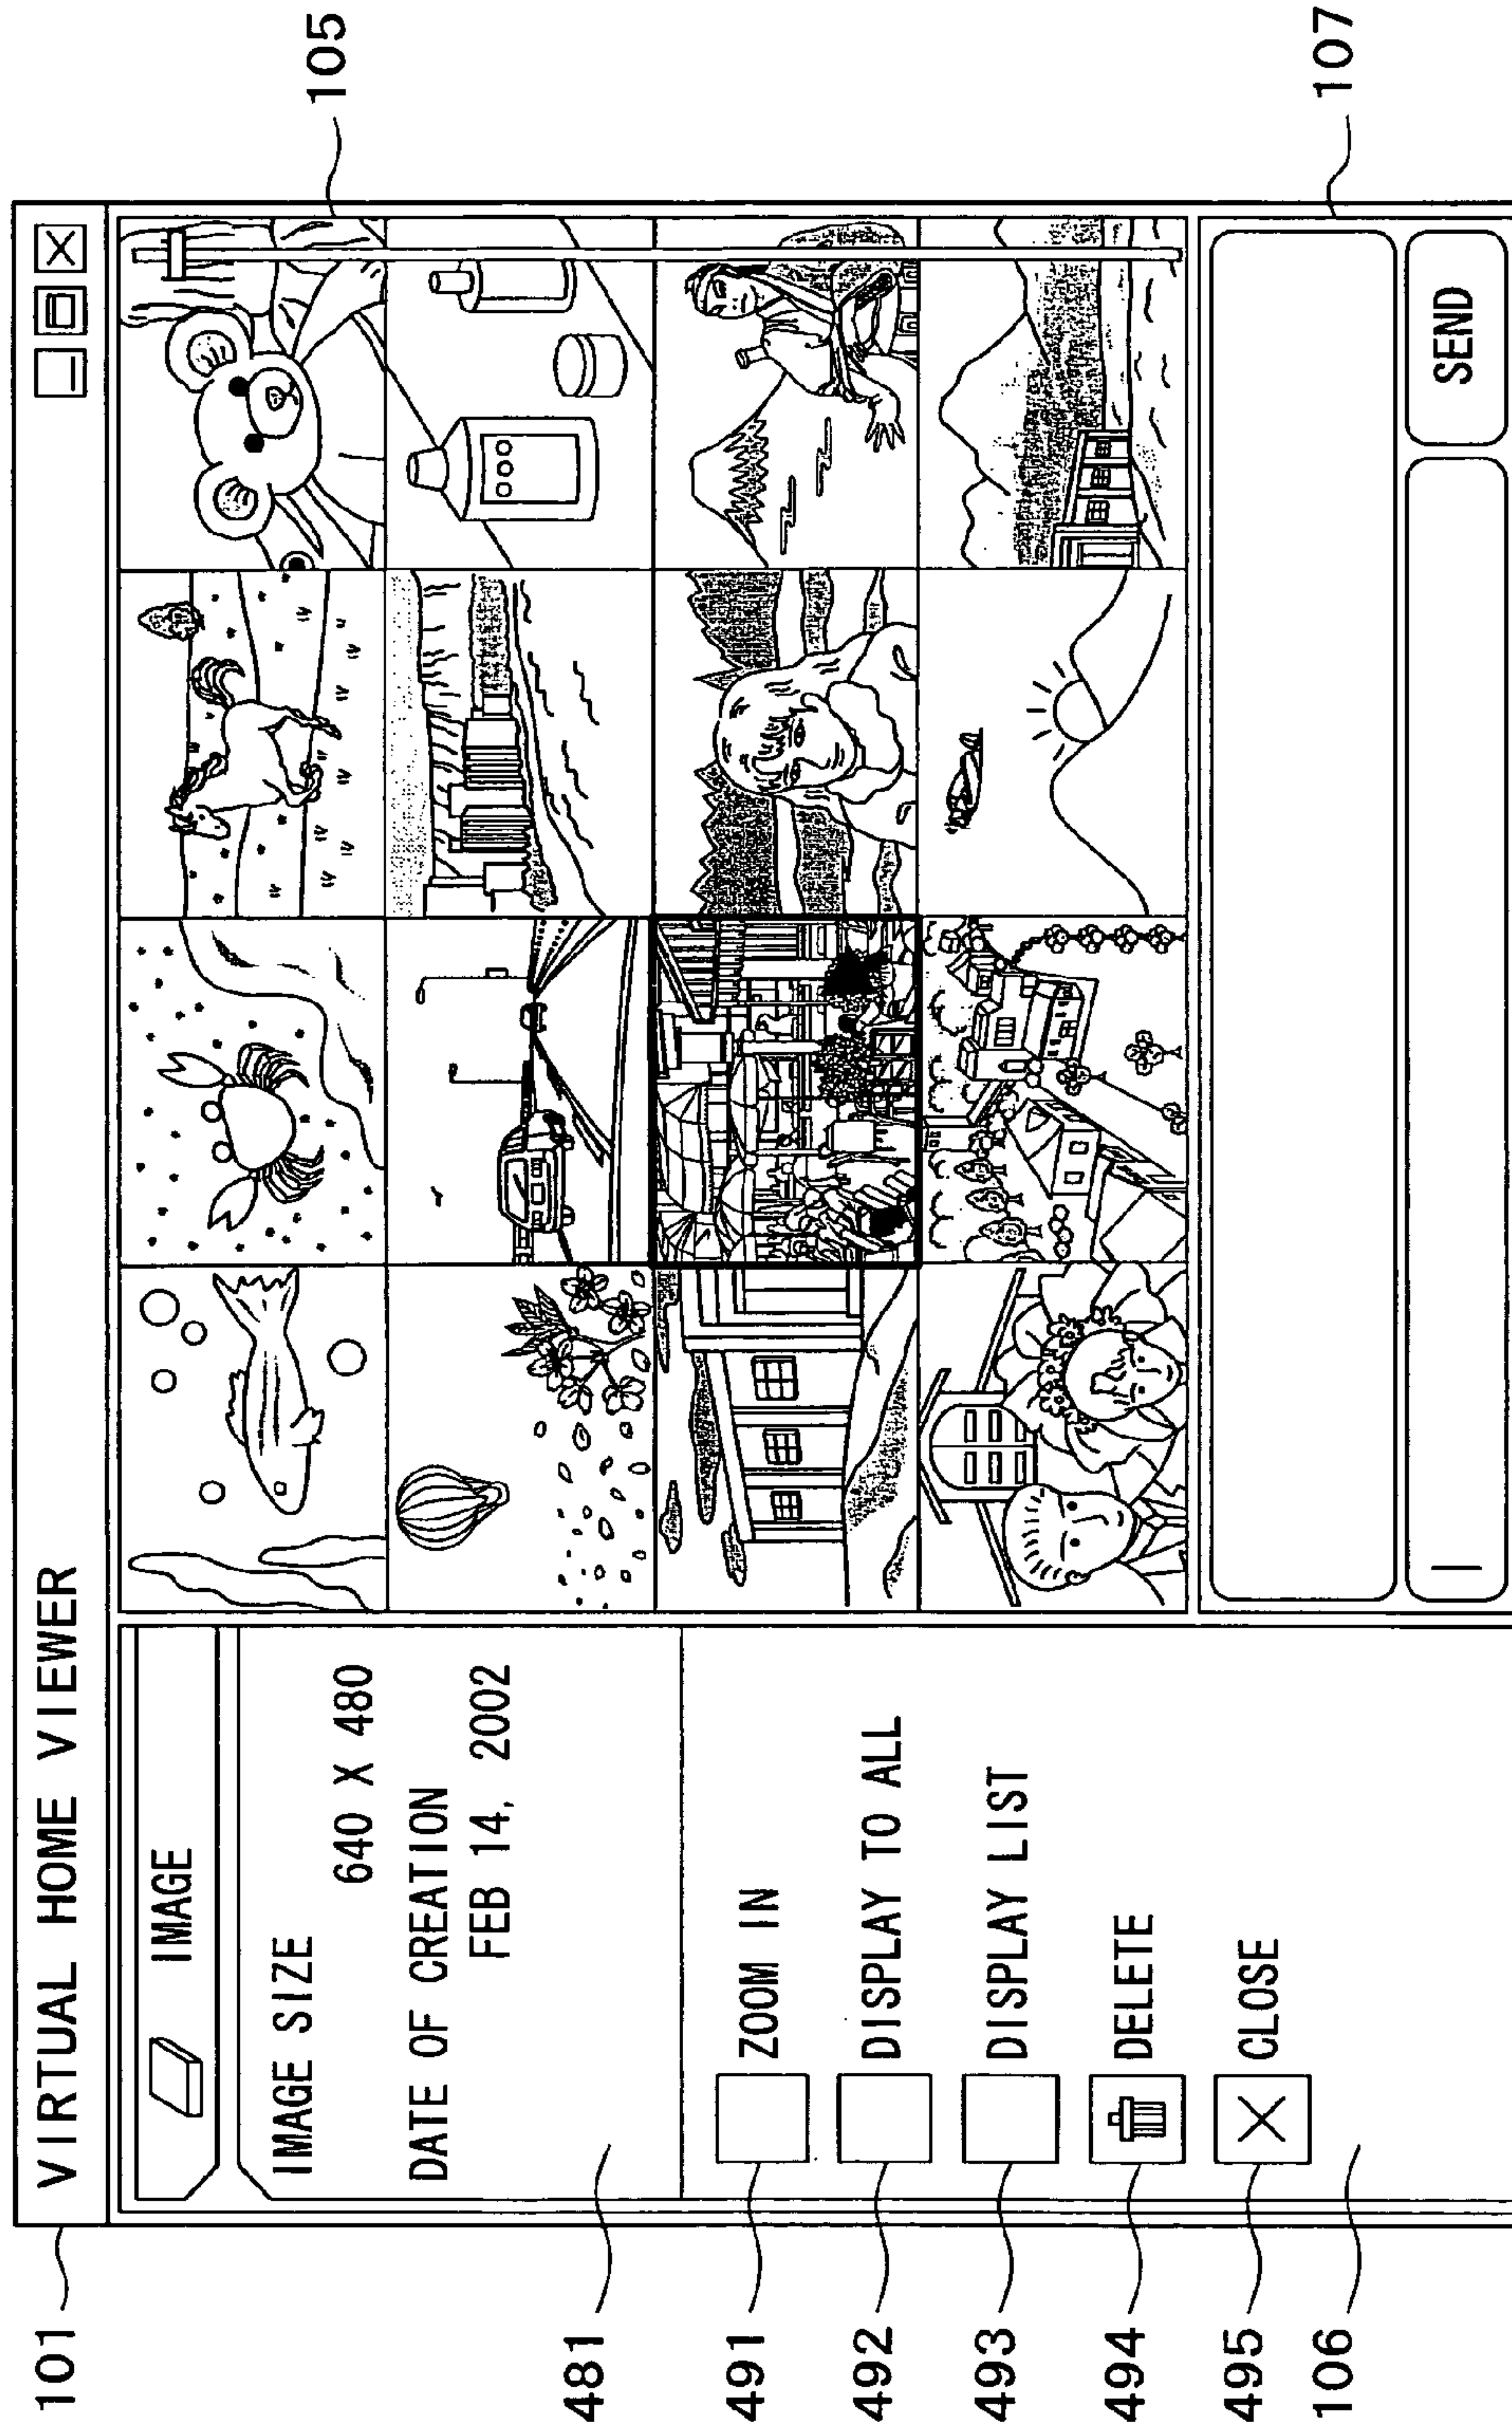 101
VIRTUAL HOME VIEWER
IMAGE
IMAGE SIZE
640 X 480
DATE OF CREATION
FEB 14, 2002
481
491
ZOOM IN
492
DISPLAY TO ALL
493
DISPLAY LIST
494
DELETE
495
CLOSE
106
105
107
SEND